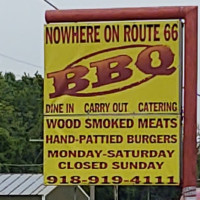 NOWHERE ON ROUTE 66
BBQ
DINE IN CARRY OUT CATERING
WOOD SMOKED MEATS
HAND-PATTIED BURGERS
MONDAY-SATURDAY
CLOSED SUNDAY
918-919-4111